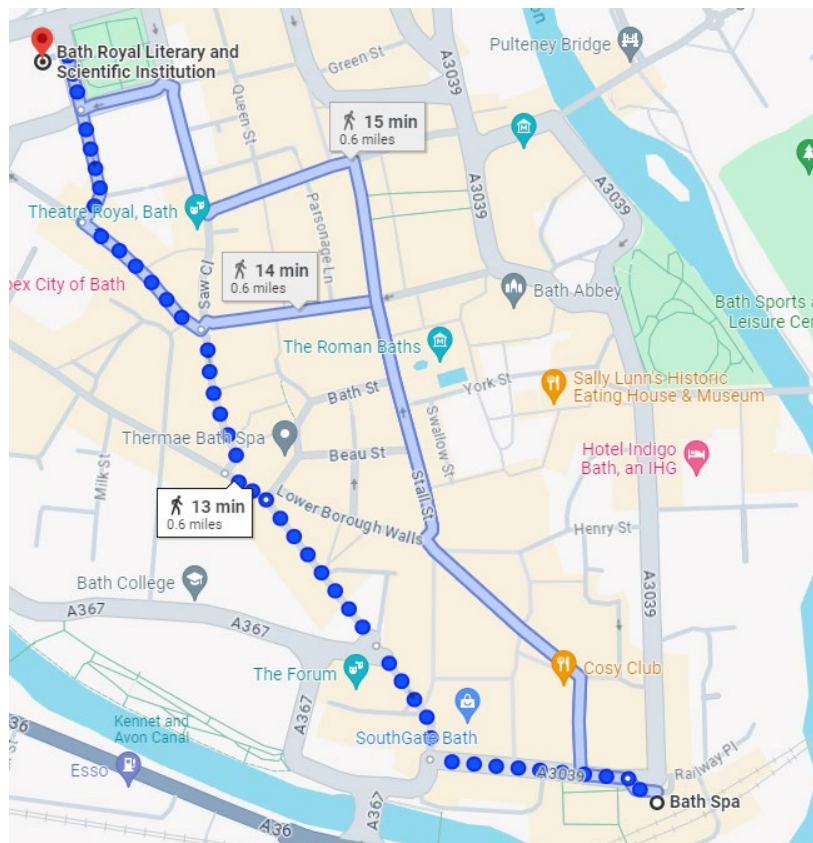 Bath Royal Literary and
Scientific Institution
Pulteney Bridge
Green St
A3039
Queen St
15 min
0.6 miles
A3039
A3039
Theatre Royal, Bath
Parsonage Ln
14 min
0.6 miles
Saw Cl
pex City of Bath
Bath Abbey
Bath Sports a
Leisure Cen
The Roman Baths
Bath St
York St
Sally Lunn's Historic
Eating House & Museum
Swallow St
Thermae Bath Spa
Beau St
Hotel Indigo
Bath, an IHG
Milk St
Stall St
13 min
0.6 miles
Lower Borough Walls
Henry St
Bath College
A3039
A367
A367
The Forum
Cosy Club
A367
Kennet and
Avon Canal
SouthGate Bath
36
Esso
A3039
Railway Pl
Bath Spa
A367
A36